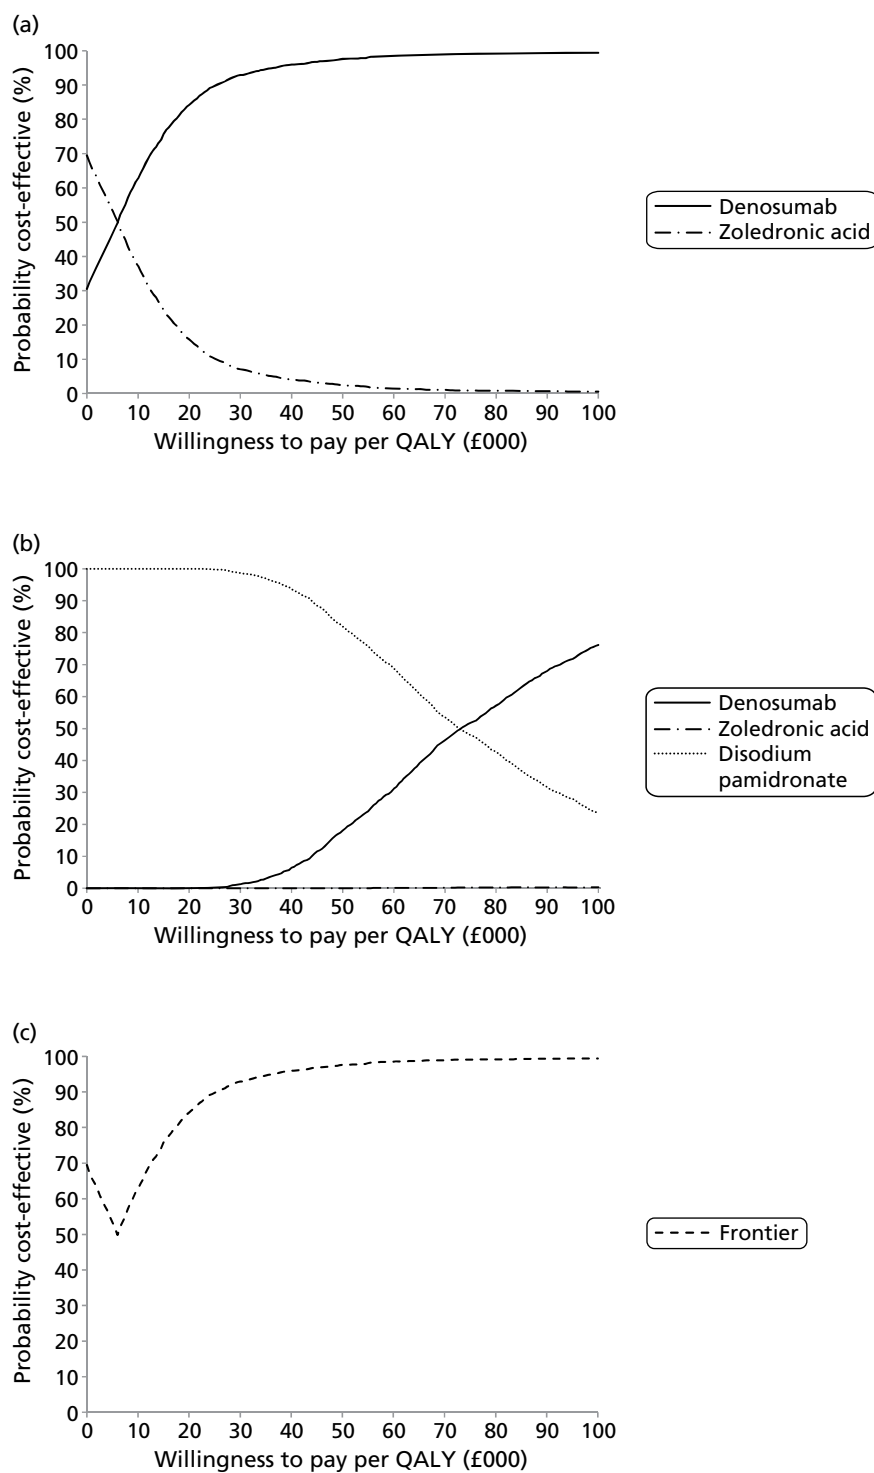 (a)
Probability cost-effective (%)
100
90
80
70
60
50
40
30
20
10
0
0 10 20 30 40 50 60 70 80 90 100
Willingness to pay per QALY (£000)
Denosumab
Zoledronic acid
(b)
Probability cost-effective (%)
100
90
80
70
60
50
40
30
20
10
0
0 10 20 30 40 50 60 70 80 90 100
Willingness to pay per QALY (£000)
Denosumab
Zoledronic acid
Disodium
pamidronate
(c)
Probability cost-effective (%)
100
90
80
70
60
50
40
30
20
10
0
0 10 20 30 40 50 60 70 80 90 100
Willingness to pay per QALY (£000)
Frontier